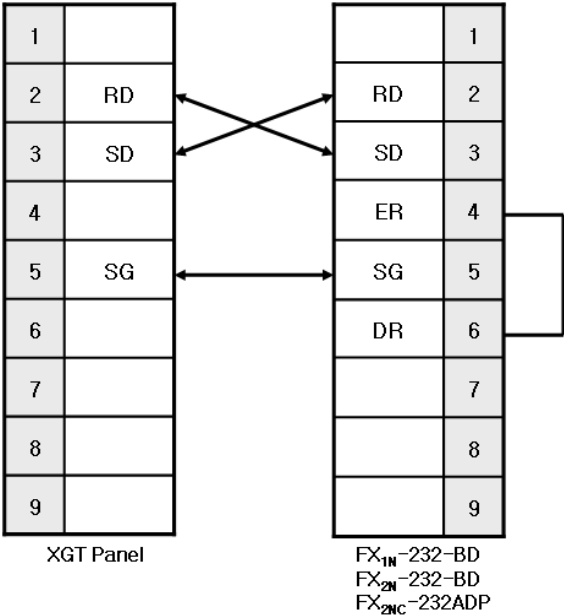 1 1
2 RD RD 2
3 SD SD 3
4 ER 4
5 SG SG 5
6 DR 6
7 7
8 8
9 9
XGT Panel
FX1N-232-BD
FX2N-232-BD
FX2NC-232ADP